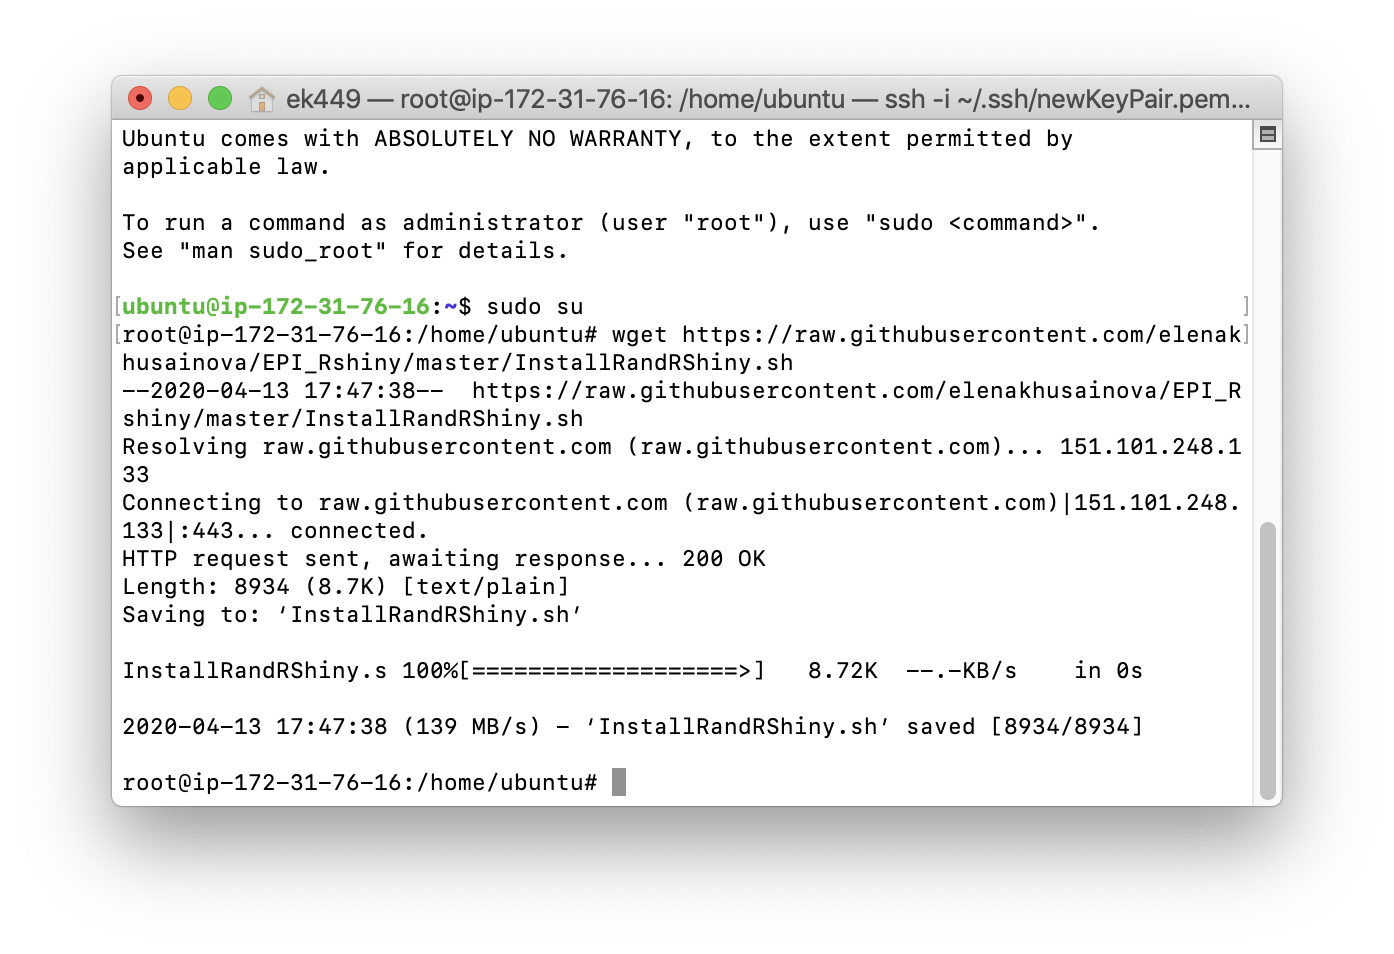 ek449 — root@ip-172-31-76-16: /home/ubuntu — ssh -i ~/.ssh/newKeyPair.pem...
Ubuntu comes with ABSOLUTELY NO WARRANTY, to the extent permitted by
applicable law.
To run a command as administrator (user "root"), use "sudo <command>".
See "man sudo_root" for details.
[ubuntu@ip-172-31-76-16:~$ sudo su ]
[root@ip-172-31-76-16:/home/ubuntu# wget https://raw.githubusercontent.com/elenak]
husainova/EPI_Rshiny/master/InstallRandRShiny.sh
--2020-04-13 17:47:38--  https://raw.githubusercontent.com/elenakhusainova/EPI_R
shiny/master/InstallRandRShiny.sh
Resolving raw.githubusercontent.com (raw.githubusercontent.com)... 151.101.248.1
33
Connecting to raw.githubusercontent.com (raw.githubusercontent.com)|151.101.248.
133|:443... connected.
HTTP request sent, awaiting response... 200 OK
Length: 8934 (8.7K) [text/plain]
Saving to: ‘InstallRandRShiny.sh’
InstallRandRShiny.s 100%[===================>]   8.72K  --.-KB/s    in 0s
2020-04-13 17:47:38 (139 MB/s) - ‘InstallRandRShiny.sh’ saved [8934/8934]
root@ip-172-31-76-16:/home/ubuntu#